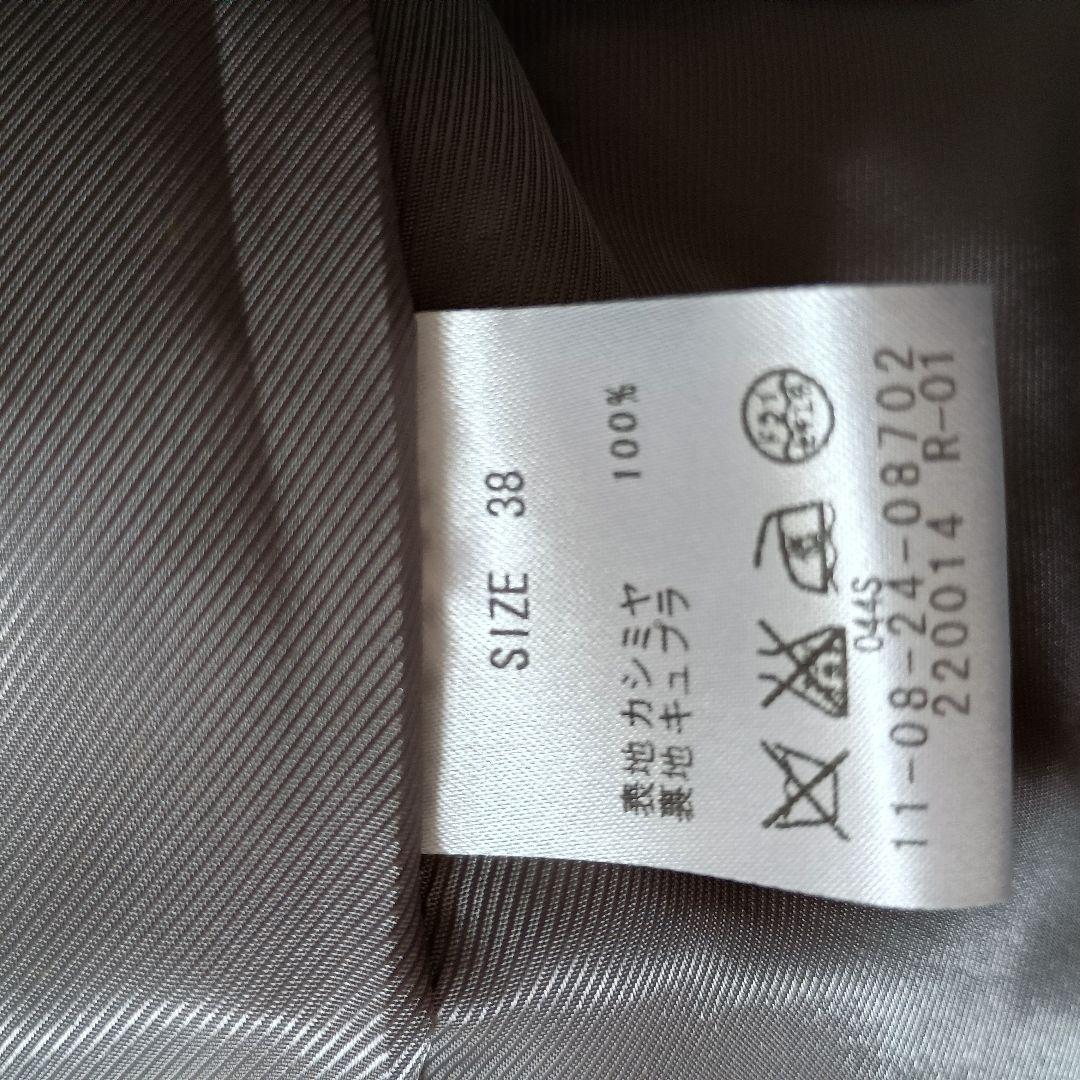 SIZE 38
表地 カシミヤ 100%
裏地 キュプラ
044S
11-08-24-08702
220014 R-01